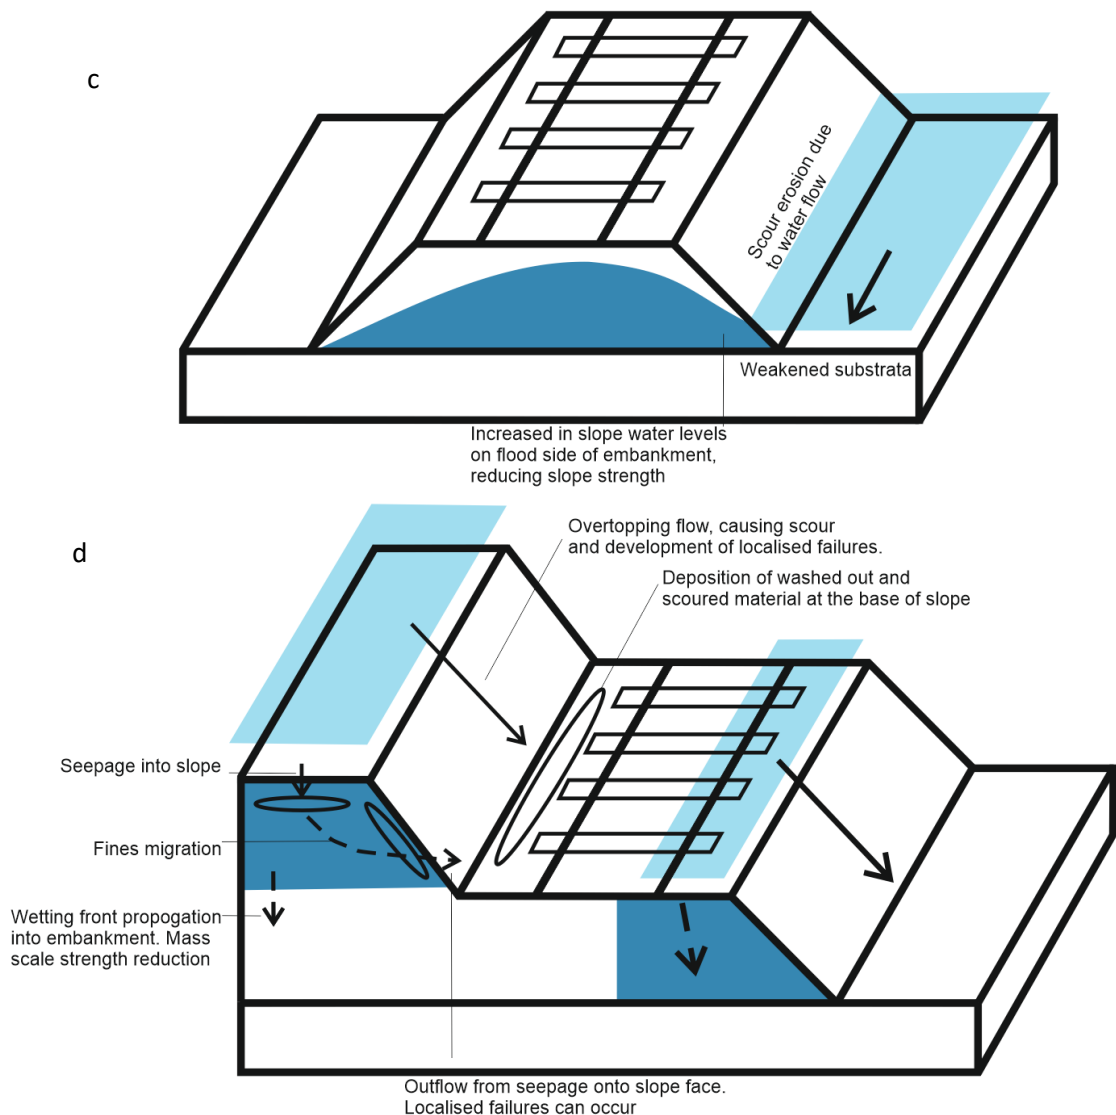 c
Scour erosion due
to water flow
Weakened substrata
Increased in slope water levels
on flood side of embankment,
reducing slope strength
d
Overtopping flow, causing scour
and development of localised failures.
Deposition of washed out and
scoured material at the base of slope
Seepage into slope
Fines migration
Wetting front propogation
into embankment. Mass
scale strength reduction
Outflow from seepage onto slope face.
Localised failures can occur